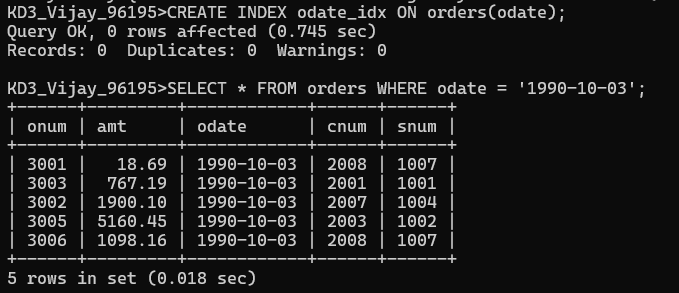 KD3_Vijay_96195>CREATE INDEX odate_idx ON orders(odate);
Query OK, 0 rows affected (0.745 sec)
Records: 0  Duplicates: 0  Warnings: 0

KD3_Vijay_96195>SELECT * FROM orders WHERE odate = '1990-10-03';
+------+---------+------------+------+------+
| onum | amt     | odate      | cnum | snum |
+------+---------+------------+------+------+
| 3001 |   18.69 | 1990-10-03 | 2008 | 1007 |
| 3003 |  767.19 | 1990-10-03 | 2001 | 1001 |
| 3002 | 1900.10 | 1990-10-03 | 2007 | 1004 |
| 3005 | 5160.45 | 1990-10-03 | 2003 | 1002 |
| 3006 | 1098.16 | 1990-10-03 | 2008 | 1007 |
+------+---------+------------+------+------+
5 rows in set (0.018 sec)